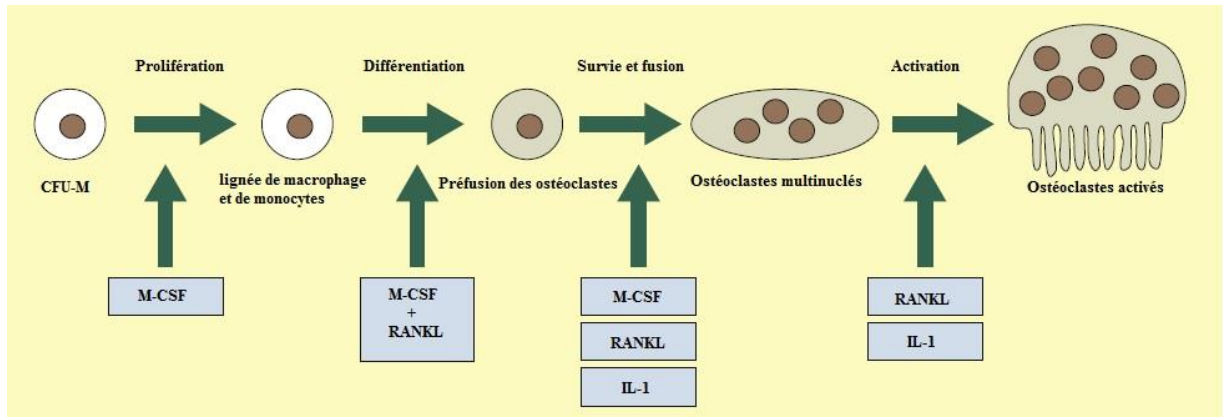 Prolifération
Différentiation
Survie et fusion
Activation
CFU-M
lignée de macrophage
et de monocytes
Préfusion des ostéoclastes
Ostéoclastes multinuclés
Ostéoclastes activés
M-CSF
M-CSF
+
RANKL
M-CSF
RANKL
IL-1
RANKL
IL-1